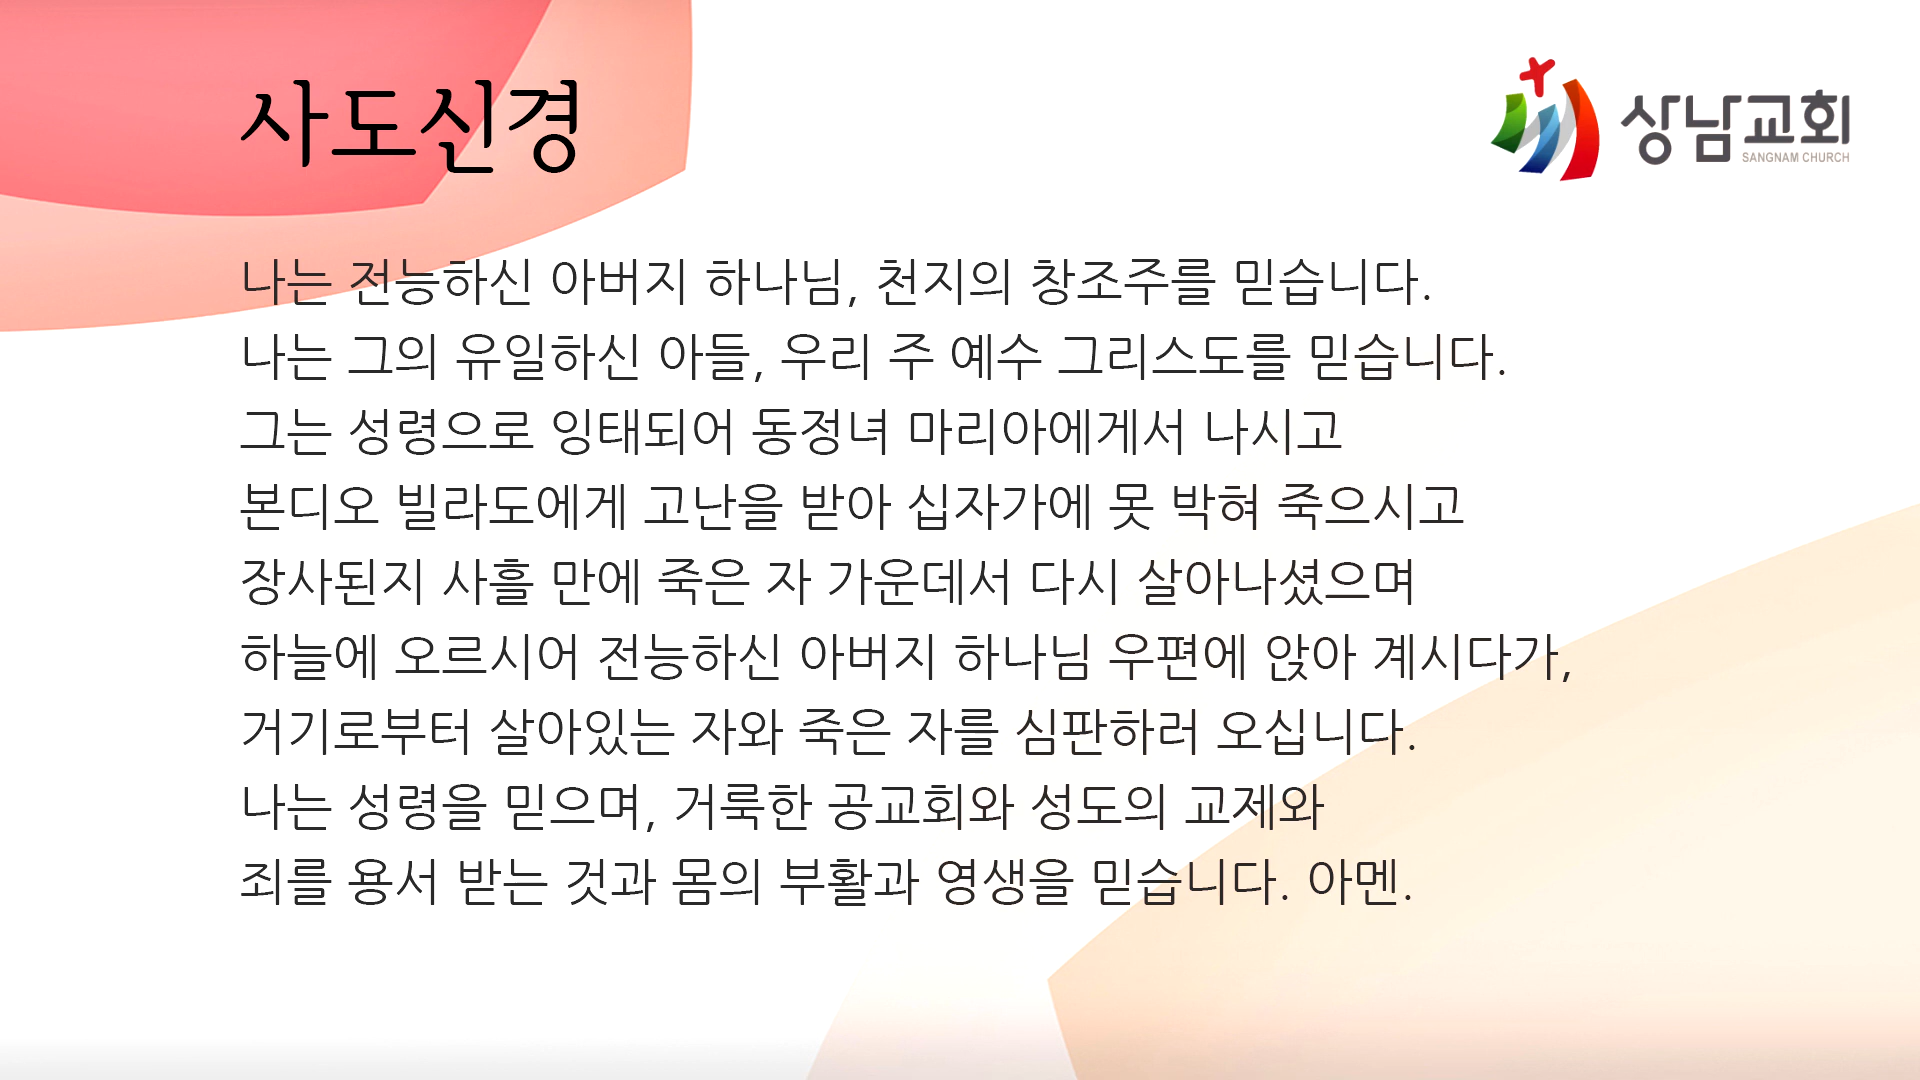 사도신경
상남교회
SANGNAM CHURCH
나는 전능하신 아버지 하나님, 천지의 창조주를 믿습니다.
나는 그의 유일하신 아들, 우리 주 예수 그리스도를 믿습니다.
그는 성령으로 잉태되어 동정녀 마리아에게서 나시고
본디오 빌라도에게 고난을 받아 십자가에 못 박혀 죽으시고
장사된지 사흘 만에 죽은 자 가운데서 다시 살아나셨으며
하늘에 오르시어 전능하신 아버지 하나님 우편에 앉아 계시다가,
거기로부터 살아있는 자와 죽은 자를 심판하러 오십니다.
나는 성령을 믿으며, 거룩한 공교회와 성도의 교제와
죄를 용서 받는 것과 몸의 부활과 영생을 믿습니다. 아멘.